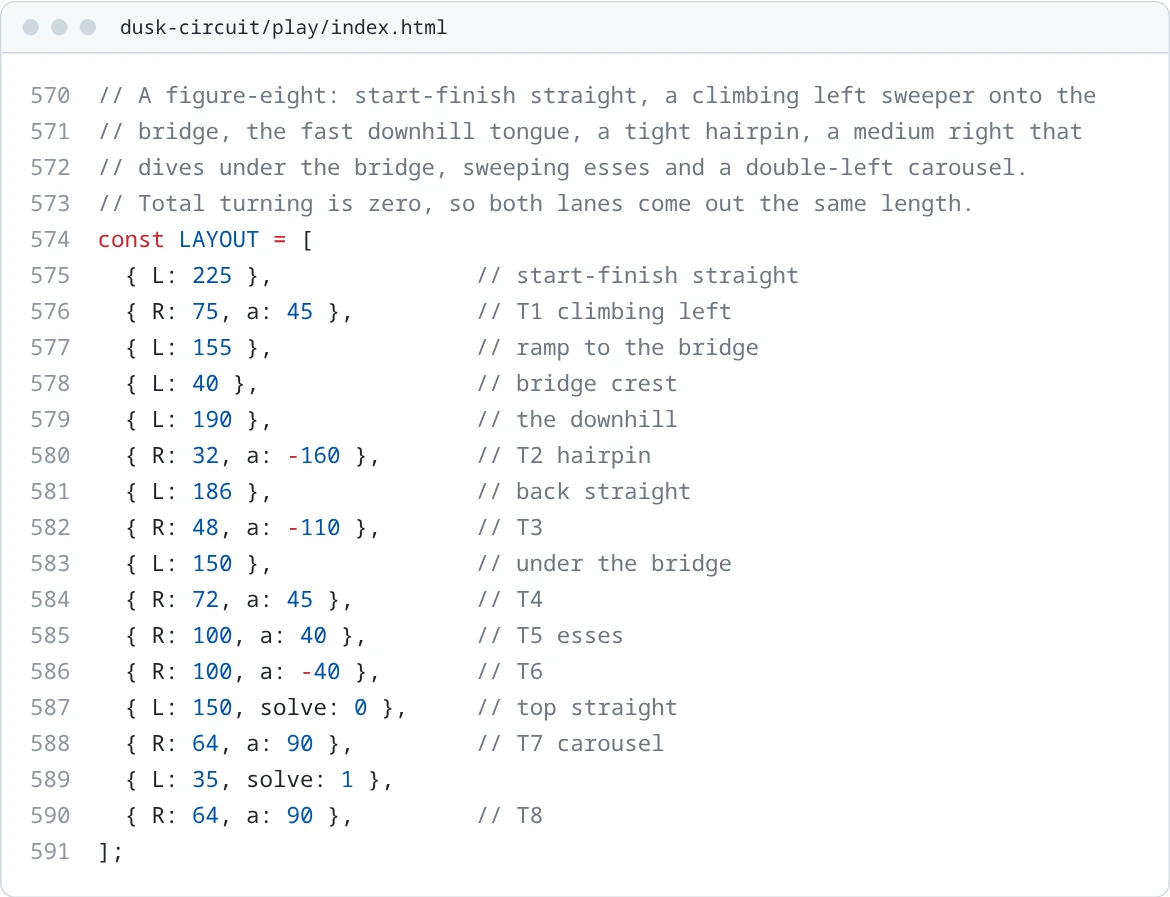 dusk-circuit/play/index.html
570 // A figure-eight: start-finish straight, a climbing left sweeper onto the
571 // bridge, the fast downhill tongue, a tight hairpin, a medium right that
572 // dives under the bridge, sweeping esses and a double-left carousel.
573 // Total turning is zero, so both lanes come out the same length.
574 const LAYOUT = [
575   { L: 225 },               // start-finish straight
576   { R: 75, a: 45 },         // T1 climbing left
577   { L: 155 },               // ramp to the bridge
578   { L: 40 },                // bridge crest
579   { L: 190 },               // the downhill
580   { R: 32, a: -160 },       // T2 hairpin
581   { L: 186 },               // back straight
582   { R: 48, a: -110 },       // T3
583   { L: 150 },               // under the bridge
584   { R: 72, a: 45 },         // T4
585   { R: 100, a: 40 },        // T5 esses
586   { R: 100, a: -40 },       // T6
587   { L: 150, solve: 0 },     // top straight
588   { R: 64, a: 90 },         // T7 carousel
589   { L: 35, solve: 1 },
590   { R: 64, a: 90 },         // T8
591 ];